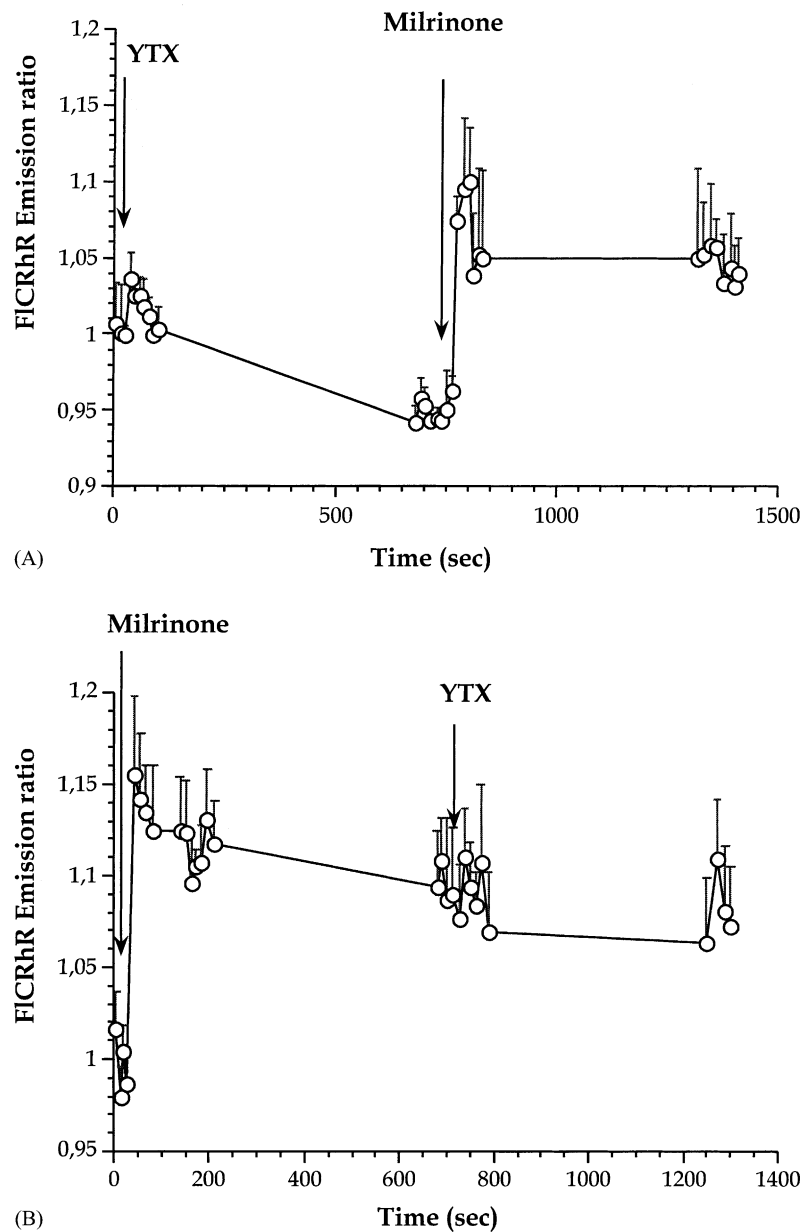 Milrinone
YTX
FlCRhR Emission ratio
1,2
1,15
1,1
1,05
1
0,95
0,9
0
500
1000
1500
Time (sec)
(A)
Milrinone
YTX
FlCRhR Emission ratio
1,2
1,15
1,1
1,05
1
0,95
0
200
400
600
800
1000
1200
1400
Time (sec)
(B)